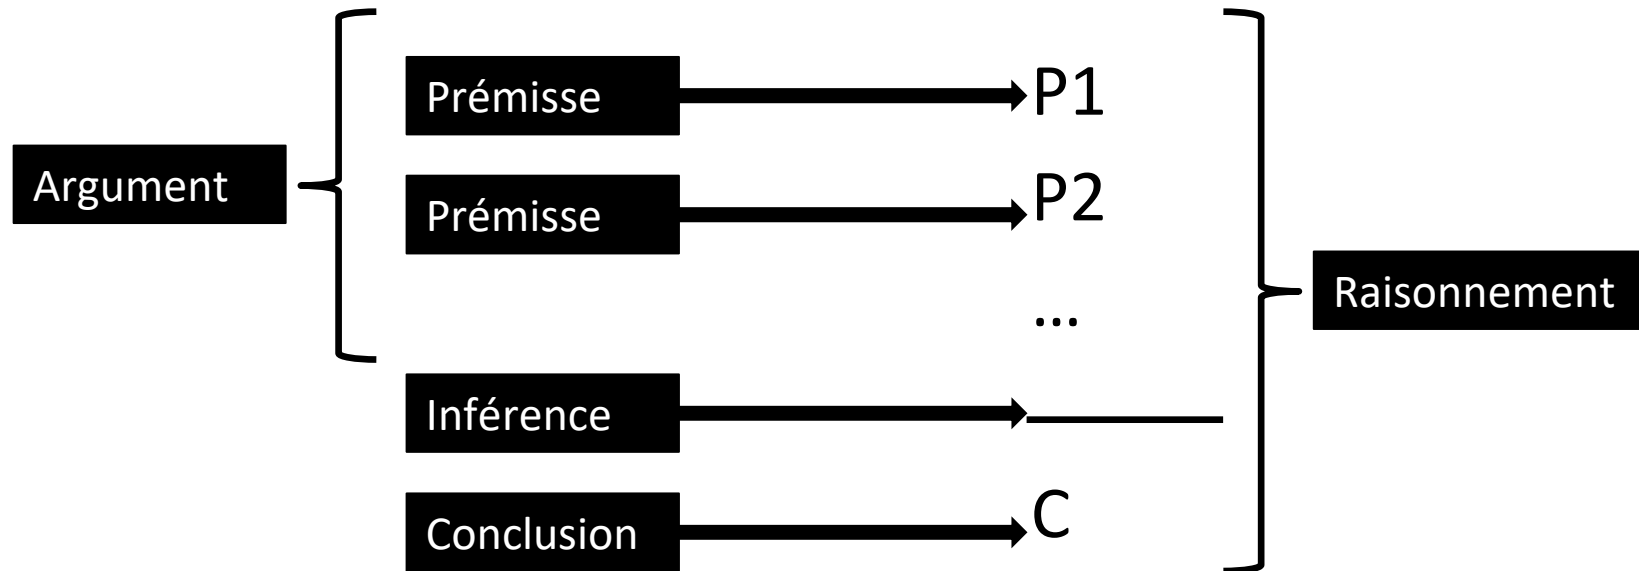 Argument
Prémisse
P1
Prémisse
P2
...
Inférence
Conclusion
C
Raisonnement